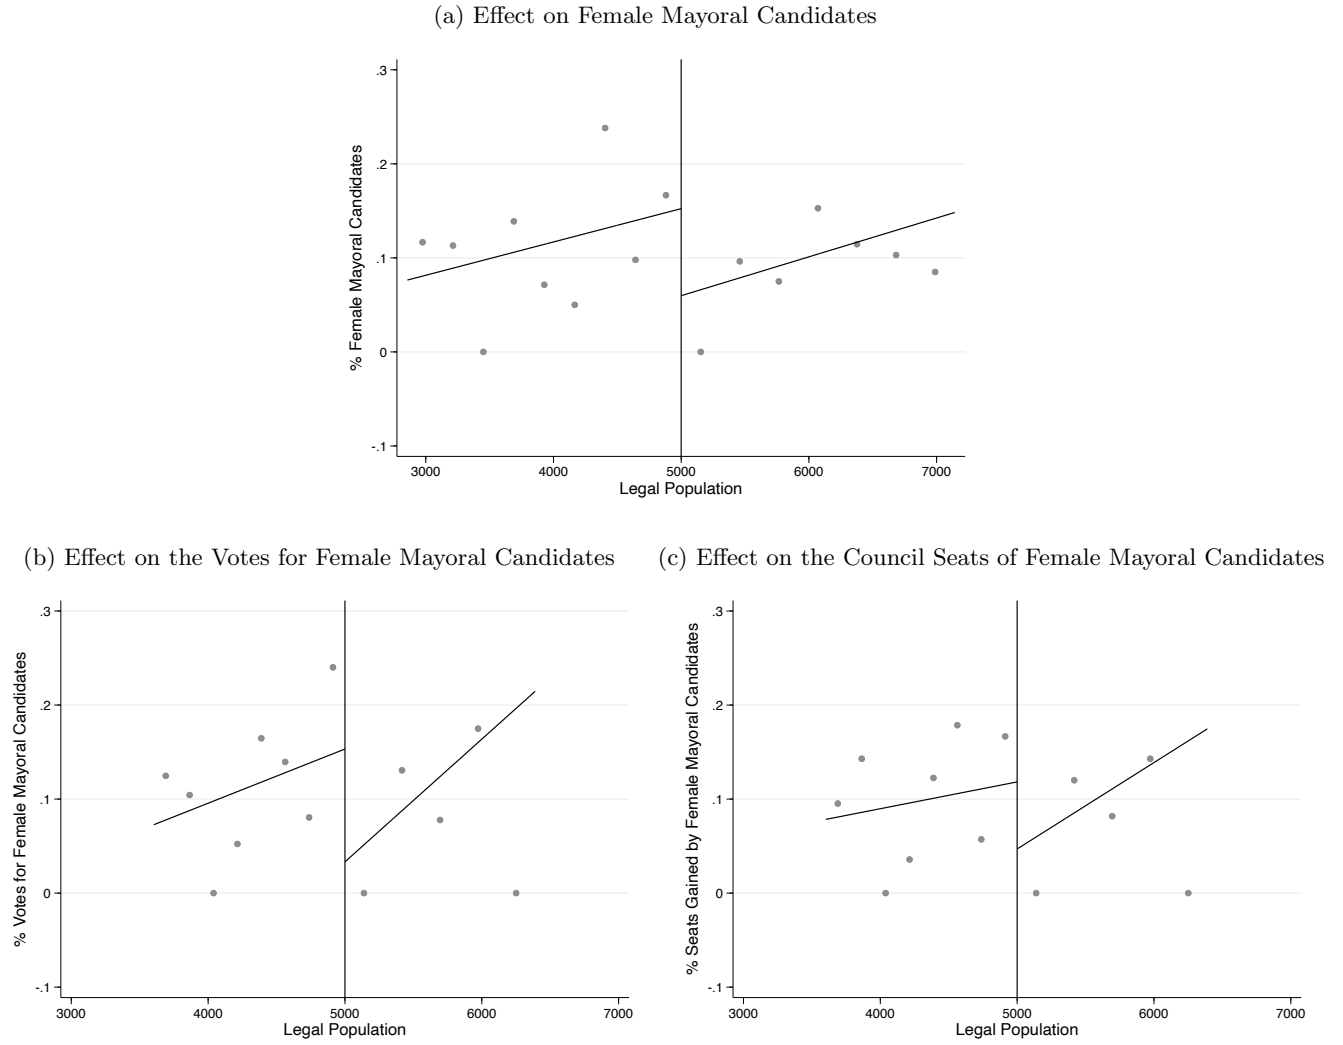 (a) Effect on Female Mayoral Candidates
.3
.2
.1
0
-.1
% Female Mayoral Candidates
3000 4000 5000 6000 7000
Legal Population
(b) Effect on the Votes for Female Mayoral Candidates
.3
.2
.1
0
-.1
% Votes for Female Mayoral Candidates
3000 4000 5000 6000 7000
Legal Population
(c) Effect on the Council Seats of Female Mayoral Candidates
.3
.2
.1
0
-.1
% Seats Gained by Female Mayoral Candidates
3000 4000 5000 6000 7000
Legal Population